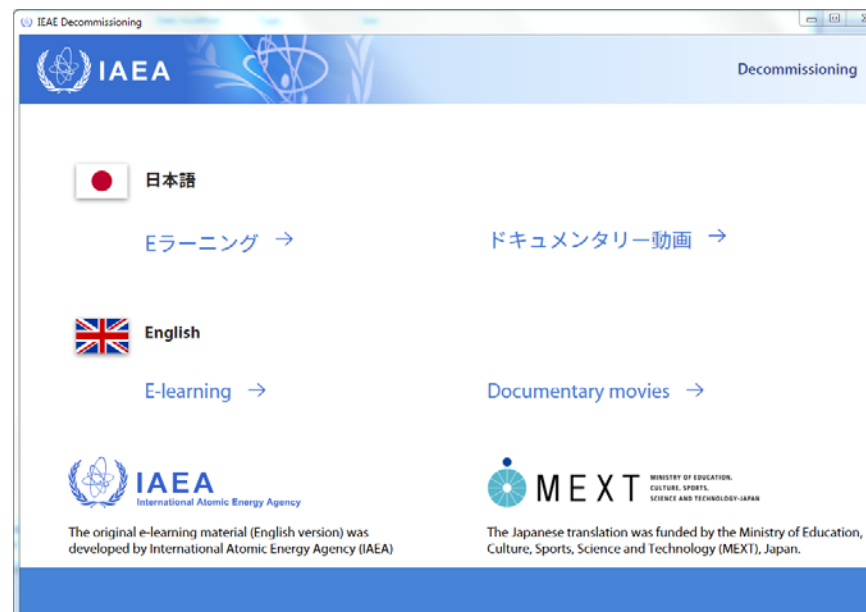 IEAE Decommissioning
IAEA
Decommissioning
日本語
Eラーニング →
ドキュメンタリー動画 →
English
E-learning →
Documentary movies →
IAEA
International Atomic Energy Agency
MEXT
MINISTRY OF EDUCATION,
CULTURE, SPORTS,
SCIENCE AND TECHNOLOGY-JAPAN
The original e-learning material (English version) was
developed by International Atomic Energy Agency (IAEA)
The Japanese translation was funded by the Ministry of Education,
Culture, Sports, Science and Technology (MEXT), Japan.